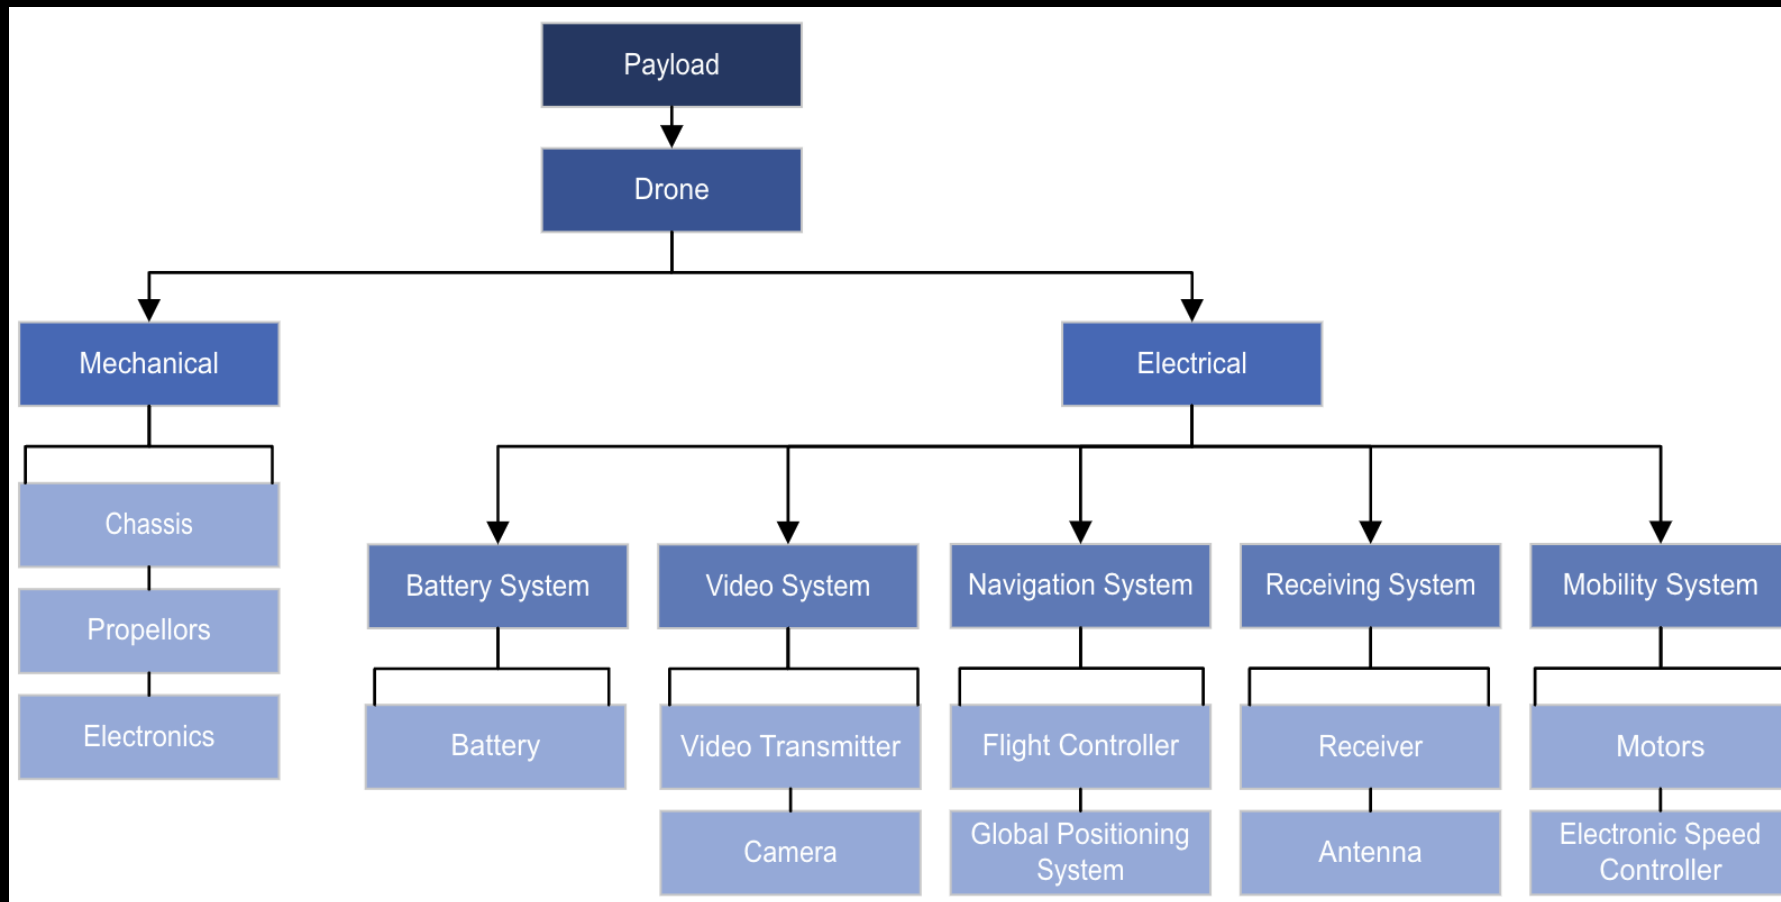 Payload
Drone
Mechanical
Electrical
Chassis
Propellors
Electronics
Battery System
Video System
Navigation System
Receiving System
Mobility System
Battery
Video Transmitter
Flight Controller
Receiver
Motors
Camera
Global Positioning
System
Antenna
Electronic Speed
Controller